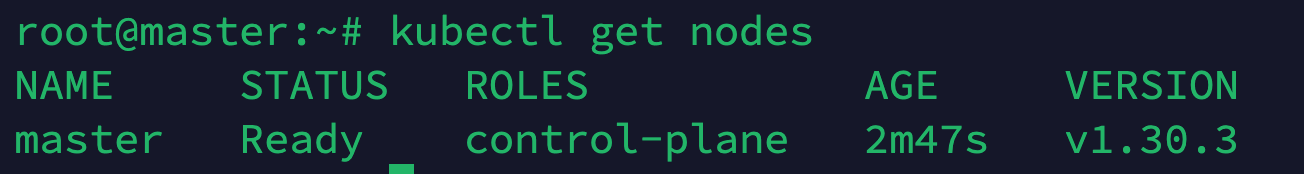 root@master:~# kubectl get nodes
NAME     STATUS   ROLES           AGE     VERSION
master   Ready    control-plane   2m47s   v1.30.3